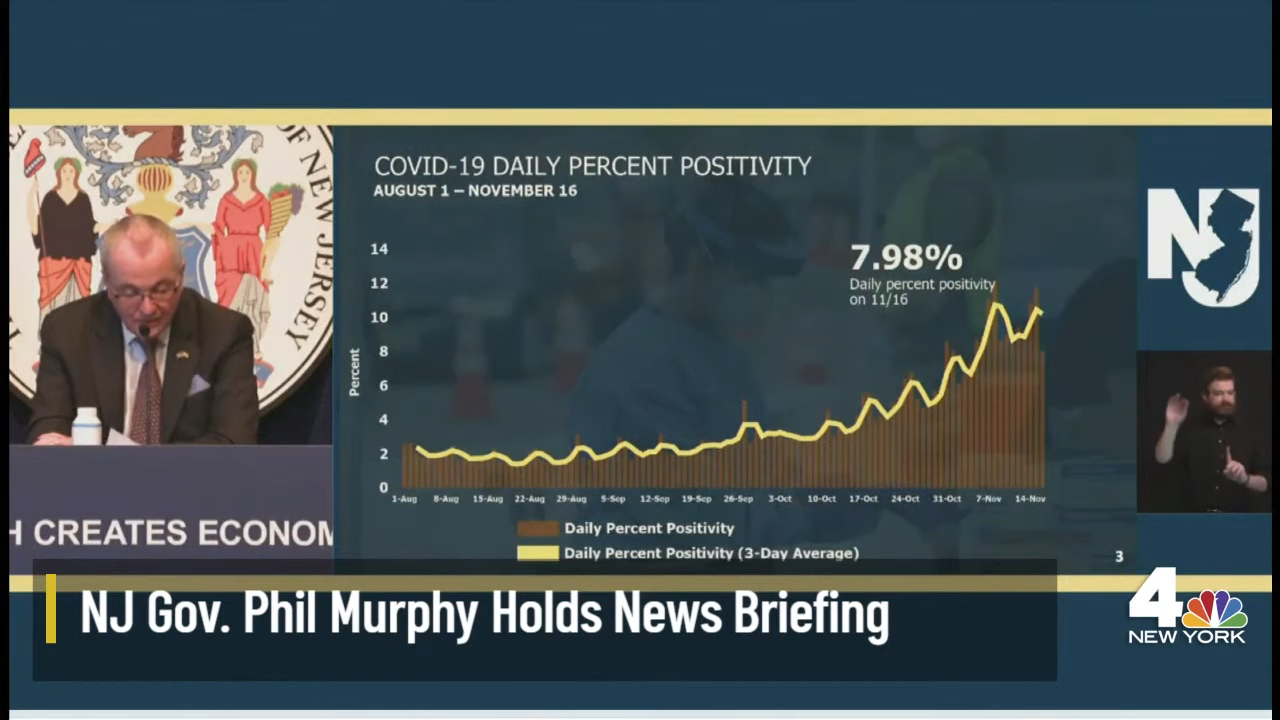 OF NEW JERSEY
H CREATES ECONOM
COVID-19 DAILY PERCENT POSITIVITY
AUGUST 1 – NOVEMBER 16
7.98%
Daily percent positivity
on 11/16
Percent
14
12
10
8
6
4
2
0
1-Aug 8-Aug 15-Aug 22-Aug 29-Aug 5-Sep 12-Sep 19-Sep 26-Sep 3-Oct 10-Oct 17-Oct 24-Oct 31-Oct 7-Nov 14-Nov
Daily Percent Positivity
Daily Percent Positivity (3-Day Average)
3
NJ
NJ Gov. Phil Murphy Holds News Briefing
4
NEW YORK